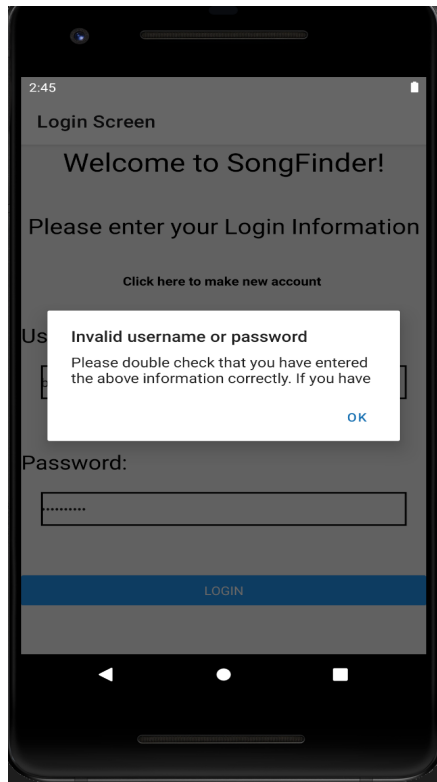 2:45
Login Screen
Welcome to SongFinder!
Please enter your Login Information
Click here to make new account
Us
Invalid username or password
Please double check that you have entered
the above information correctly. If you have
OK
Password:
··········
LOGIN